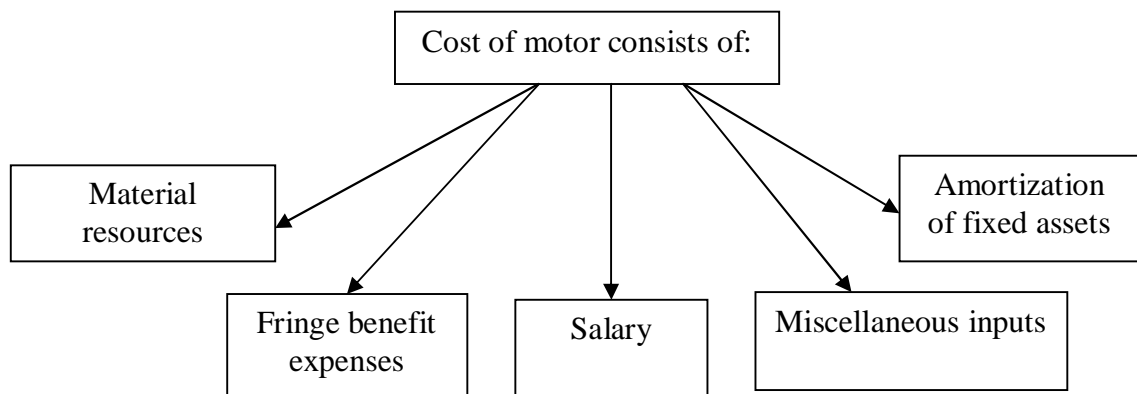 Cost of motor consists of:
Material
resources
Amortization
of fixed assets
Fringe benefit
expenses
Salary
Miscellaneous inputs